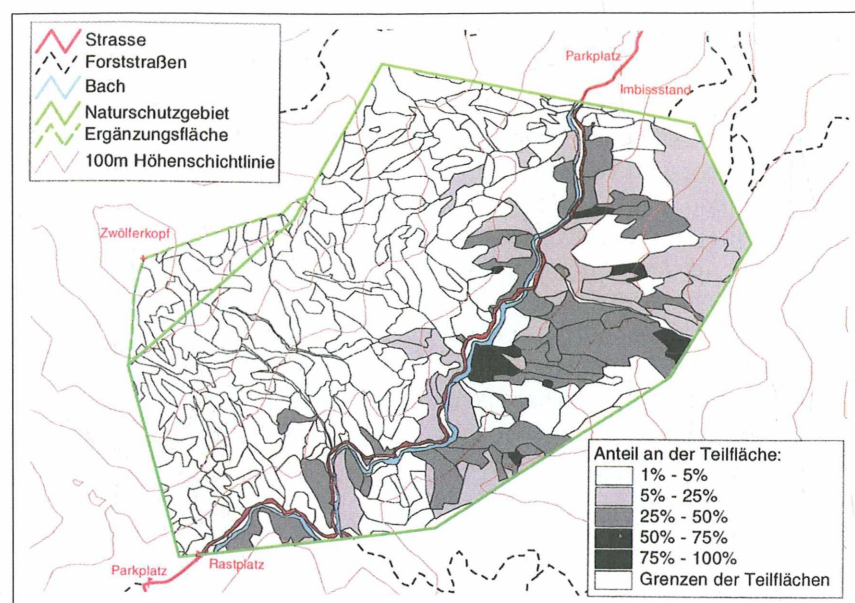 Strasse
Forststraßen
Bach
Naturschutzgebiet
Ergänzungsfläche
100m Höhenschichtlinie
Parkplatz
Imbissstand
Zwölferkopf
Anteil an der Teilfläche:
1% - 5%
5% - 25%
25% - 50%
50% - 75%
75% - 100%
Grenzen der Teilflächen
Parkplatz
Rastplatz